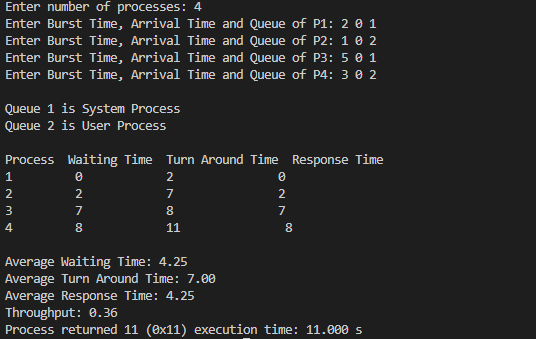 Enter number of processes: 4
Enter Burst Time, Arrival Time and Queue of P1: 2 0 1
Enter Burst Time, Arrival Time and Queue of P2: 1 0 2
Enter Burst Time, Arrival Time and Queue of P3: 5 0 1
Enter Burst Time, Arrival Time and Queue of P4: 3 0 2
Queue 1 is System Process
Queue 2 is User Process
Process Waiting Time Turn Around Time Response Time
1 0 2 0
2 2 7 2
3 7 8 7
4 8 11 8
Average Waiting Time: 4.25
Average Turn Around Time: 7.00
Average Response Time: 4.25
Throughput: 0.36
Process returned 11 (0x11) execution time: 11.000 s